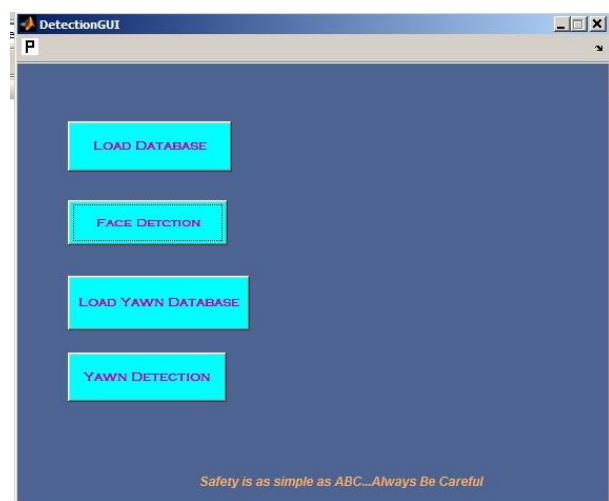 DetectionGUI
P
LOAD DATABASE
FACE DETCTION
LOAD YAWN DATABASE
YAWN DETECTION
Safety is as simple as ABC...Always Be Careful